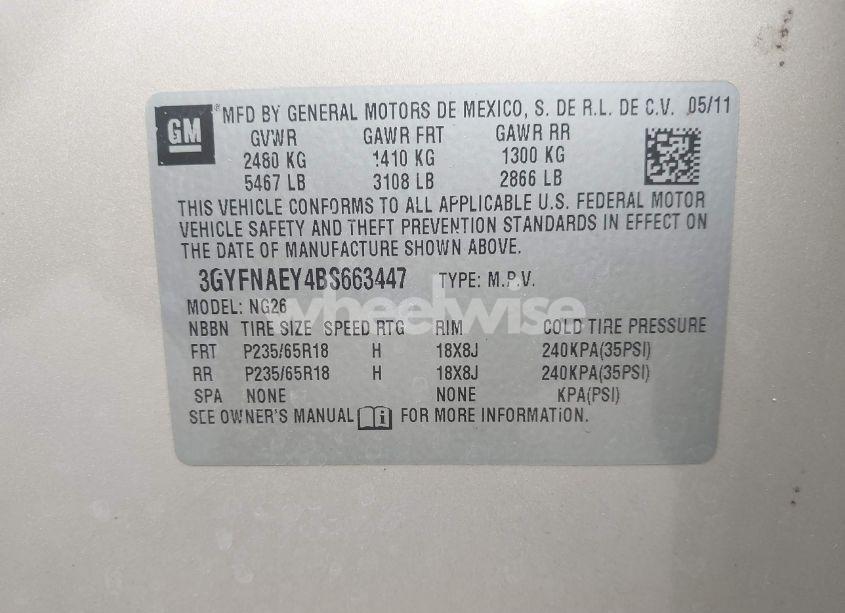 GM
® MFD BY GENERAL MOTORS DE MEXICO, S. DE R.L. DE C.V. 05/11
GVWR GAWR FRT GAWR RR
2480 KG 1410 KG 1300 KG
5467 LB 3108 LB 2866 LB
THIS VEHICLE CONFORMS TO ALL APPLICABLE U.S. FEDERAL MOTOR
VEHICLE SAFETY AND THEFT PREVENTION STANDARDS IN EFFECT ON
THE DATE OF MANUFACTURE SHOWN ABOVE.
3GYFNAEY4BS663447 TYPE: M.P.V.
MODEL: NG26
wheelwise
NBBN TIRE SIZE SPEED RTG RIM COLD TIRE PRESSURE
FRT P235/65R18 H 18X8J 240KPA(35PSI)
RR P235/65R18 H 18X8J 240KPA(35PSI)
SPA NONE NONE KPA(PSI)
SEE OWNER'S MANUAL i FOR MORE INFORMATION.